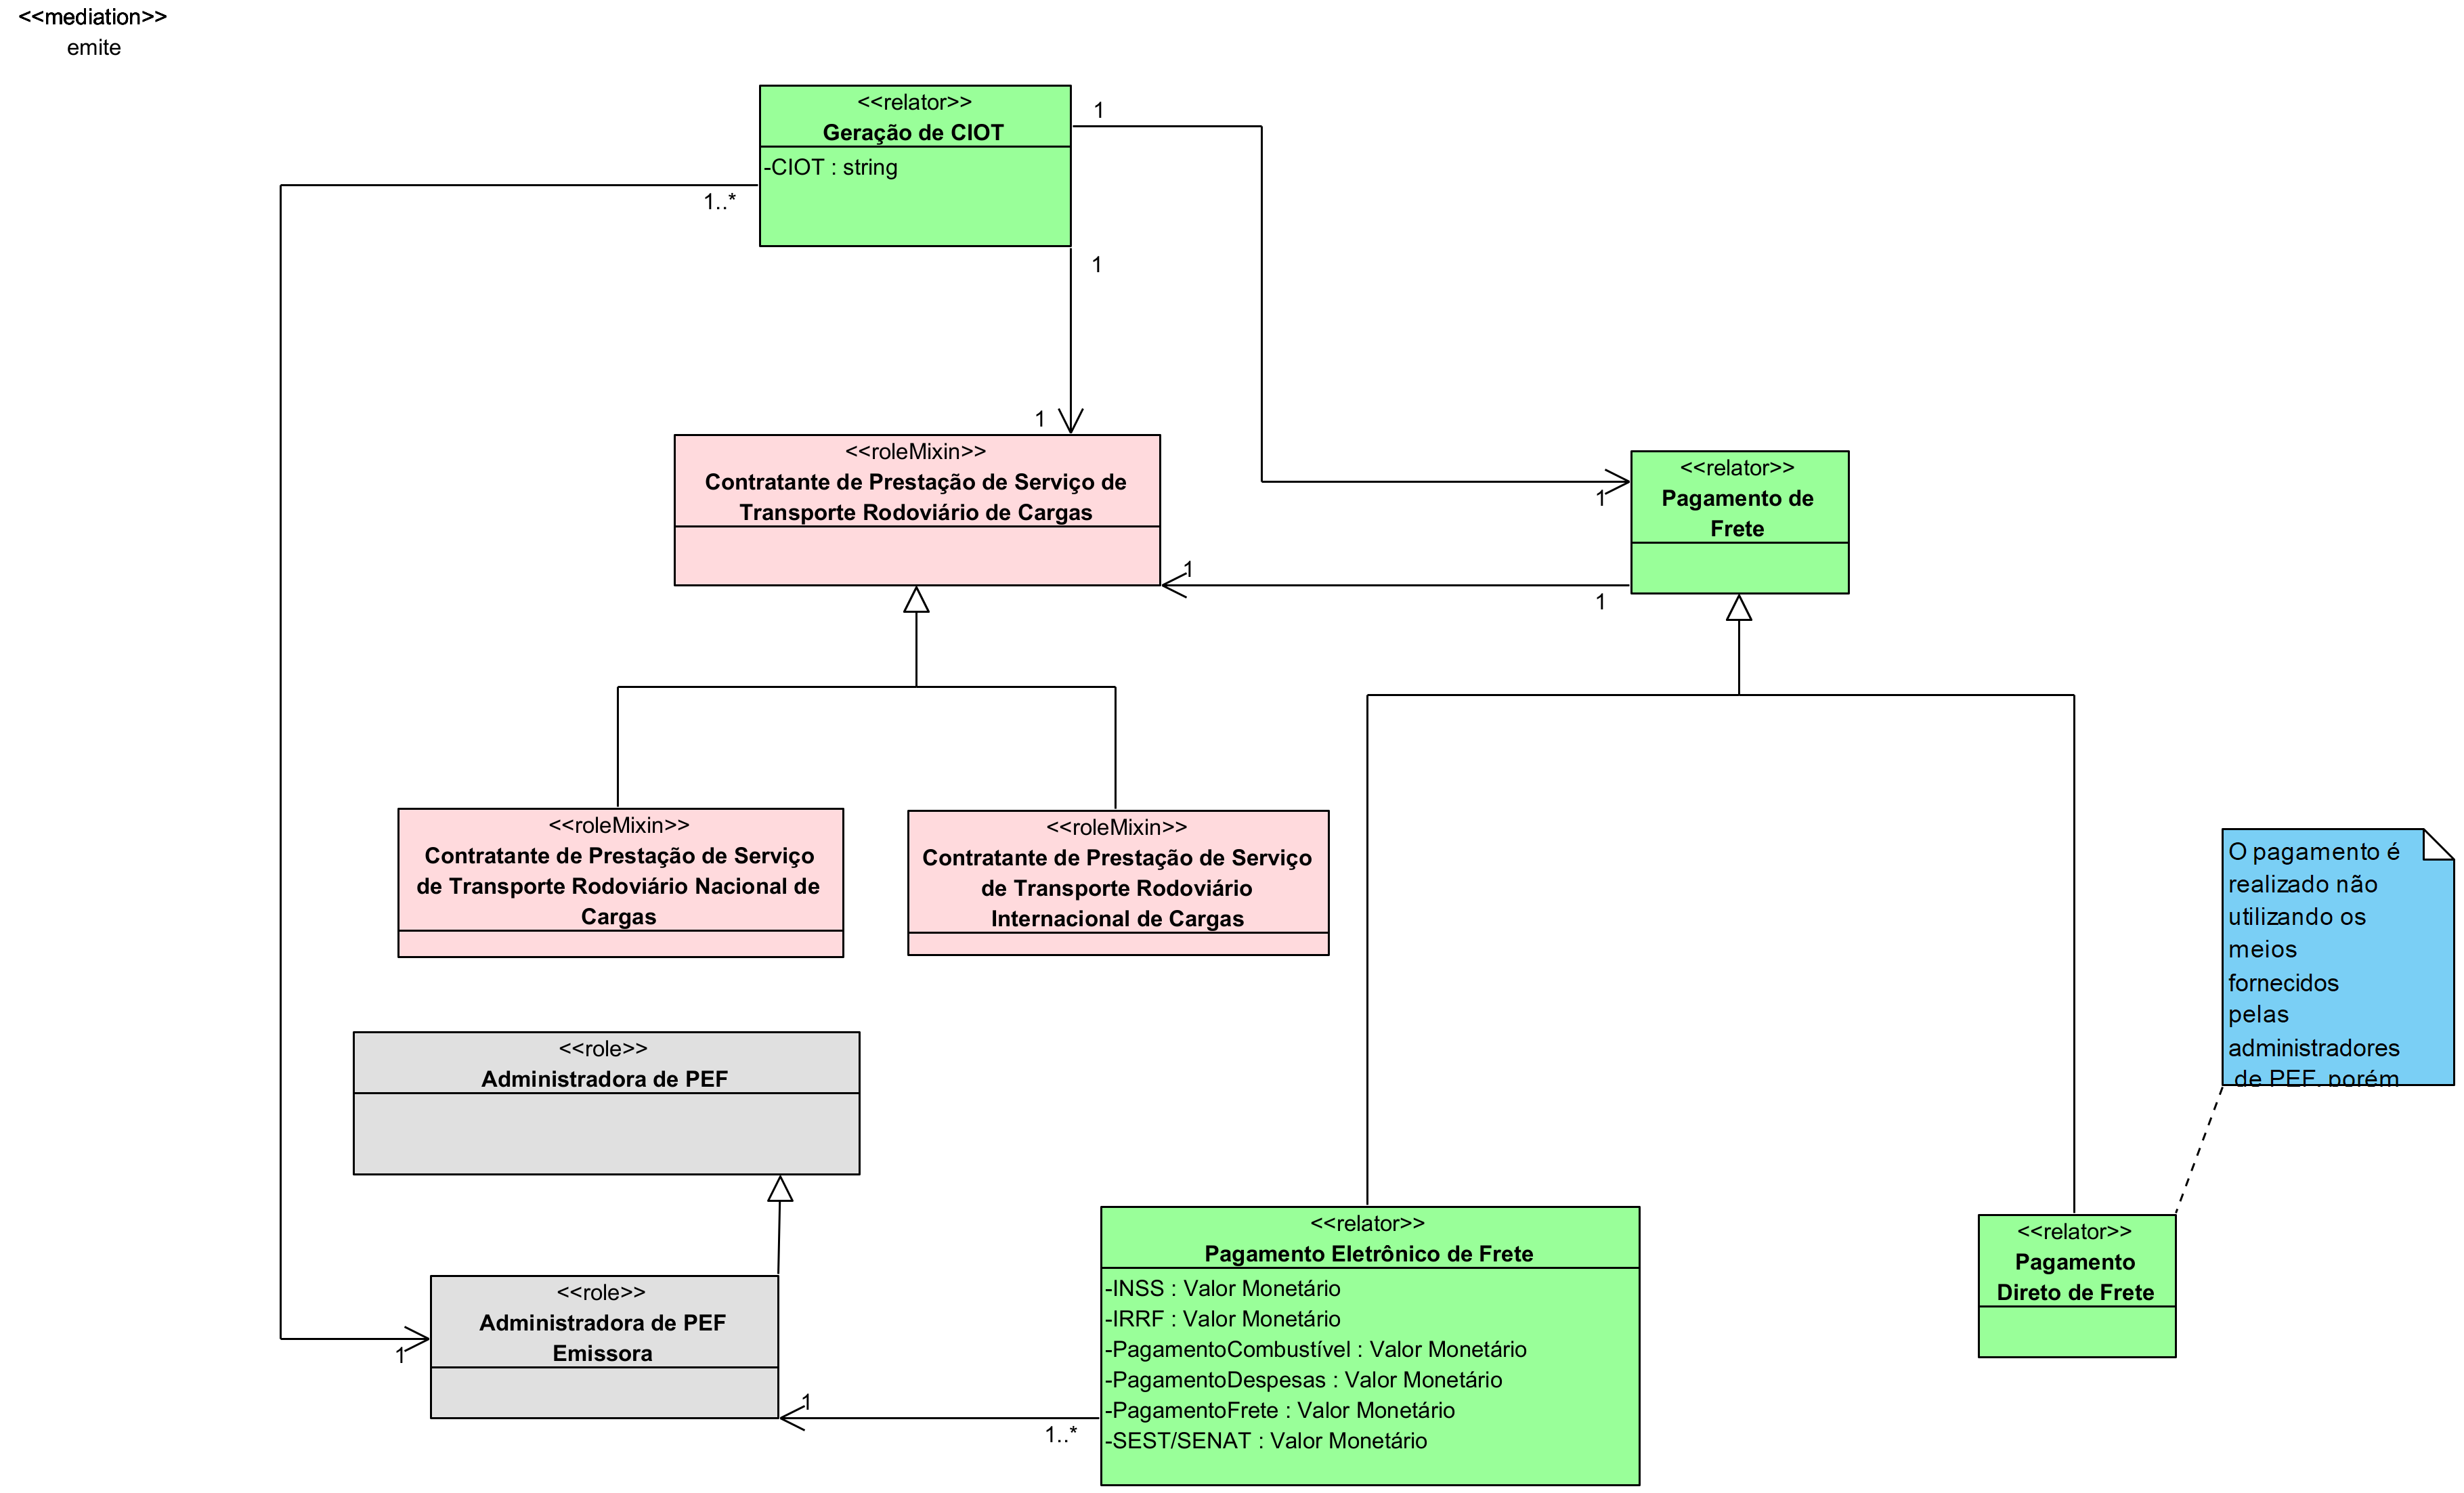 <<mediation>>
emite
<<relator>>
Geração de CIOT
-CIOT : string
1
1..*
1
1
<<roleMixin>>
Contratante de Prestação de Serviço de
Transporte Rodoviário de Cargas
<<relator>>
Pagamento de
Frete
1
1
1
<<roleMixin>>
Contratante de Prestação de Serviço
de Transporte Rodoviário Nacional de
Cargas
<<roleMixin>>
Contratante de Prestação de Serviço
de Transporte Rodoviário
Internacional de Cargas
O pagamento é
realizado não
utilizando os
meios
fornecidos
pelas
administradores
de PEF, porém
<<role>>
Administradora de PEF
<<role>>
Administradora de PEF
Emissora
1
1
1..*
<<relator>>
Pagamento Eletrônico de Frete
-INSS : Valor Monetário
-IRRF : Valor Monetário
-PagamentoCombustível : Valor Monetário
-PagamentoDespesas : Valor Monetário
-PagamentoFrete : Valor Monetário
-SEST/SENAT : Valor Monetário
<<relator>>
Pagamento
Direto de Frete